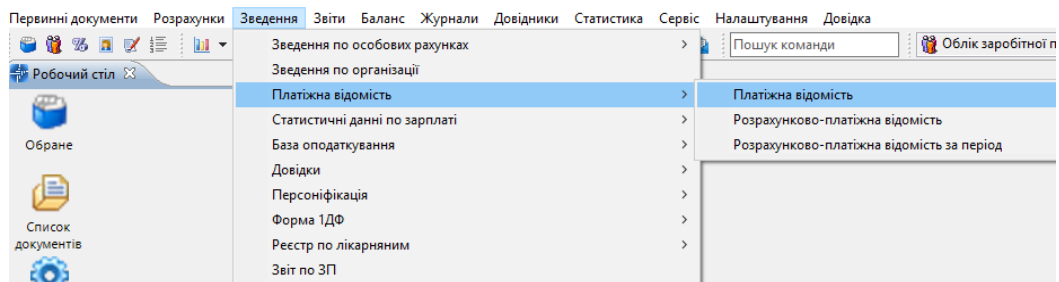 Первинні документи Розрахунки Зведення Звіти Баланс Журнали Довідники Статистика Сервіс Налаштування Довідка
Пошук команди
Облік заробітної п
Робочий стіл
Обране
Список
документів
Зведення по особових рахунках
Зведення по організації
Платіжна відомість
Статистичні данні по зарплаті
База оподаткування
Довідки
Персоніфікація
Форма 1ДФ
Реєстр по лікарняним
Звіт по ЗП
Платіжна відомість
Розрахунково-платіжна відомість
Розрахунково-платіжна відомість за період